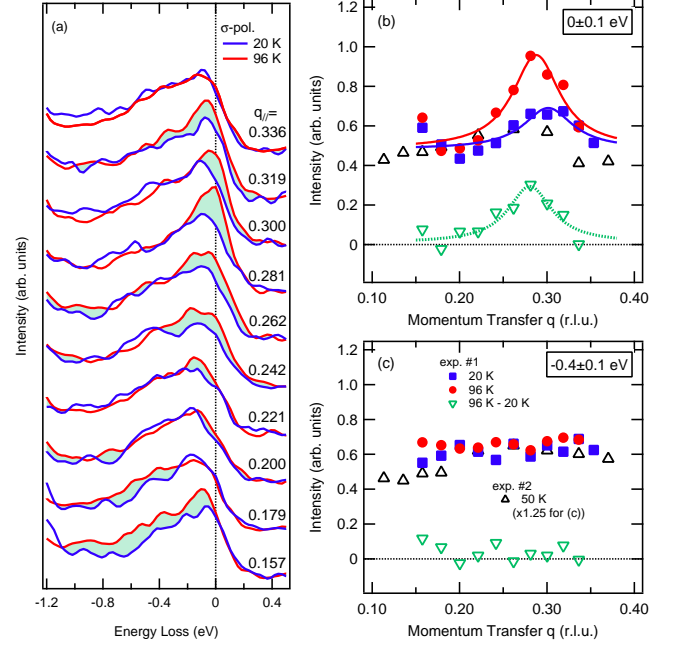 (a)
σ-pol.
20 K
96 K
q//=
0.336
0.319
0.300
0.281
0.262
0.242
0.221
0.200
0.179
0.157
Intensity (arb. units)
-1.2
-0.8
-0.4
0
0.4
Energy Loss (eV)
(b)
0±0.1 eV
1.2
1.0
0.8
0.6
0.4
0.2
0
Intensity (arb. units)
0.10
0.20
0.30
0.40
Momentum Transfer q (r.l.u.)
(c)
-0.4±0.1 eV
exp. #1
20 K
96 K
96 K - 20 K
exp. #2
50 K
(x1.25 for (c))
1.2
1.0
0.8
0.6
0.4
0.2
0
Intensity (arb. units)
0.10
0.20
0.30
0.40
Momentum Transfer q (r.l.u.)